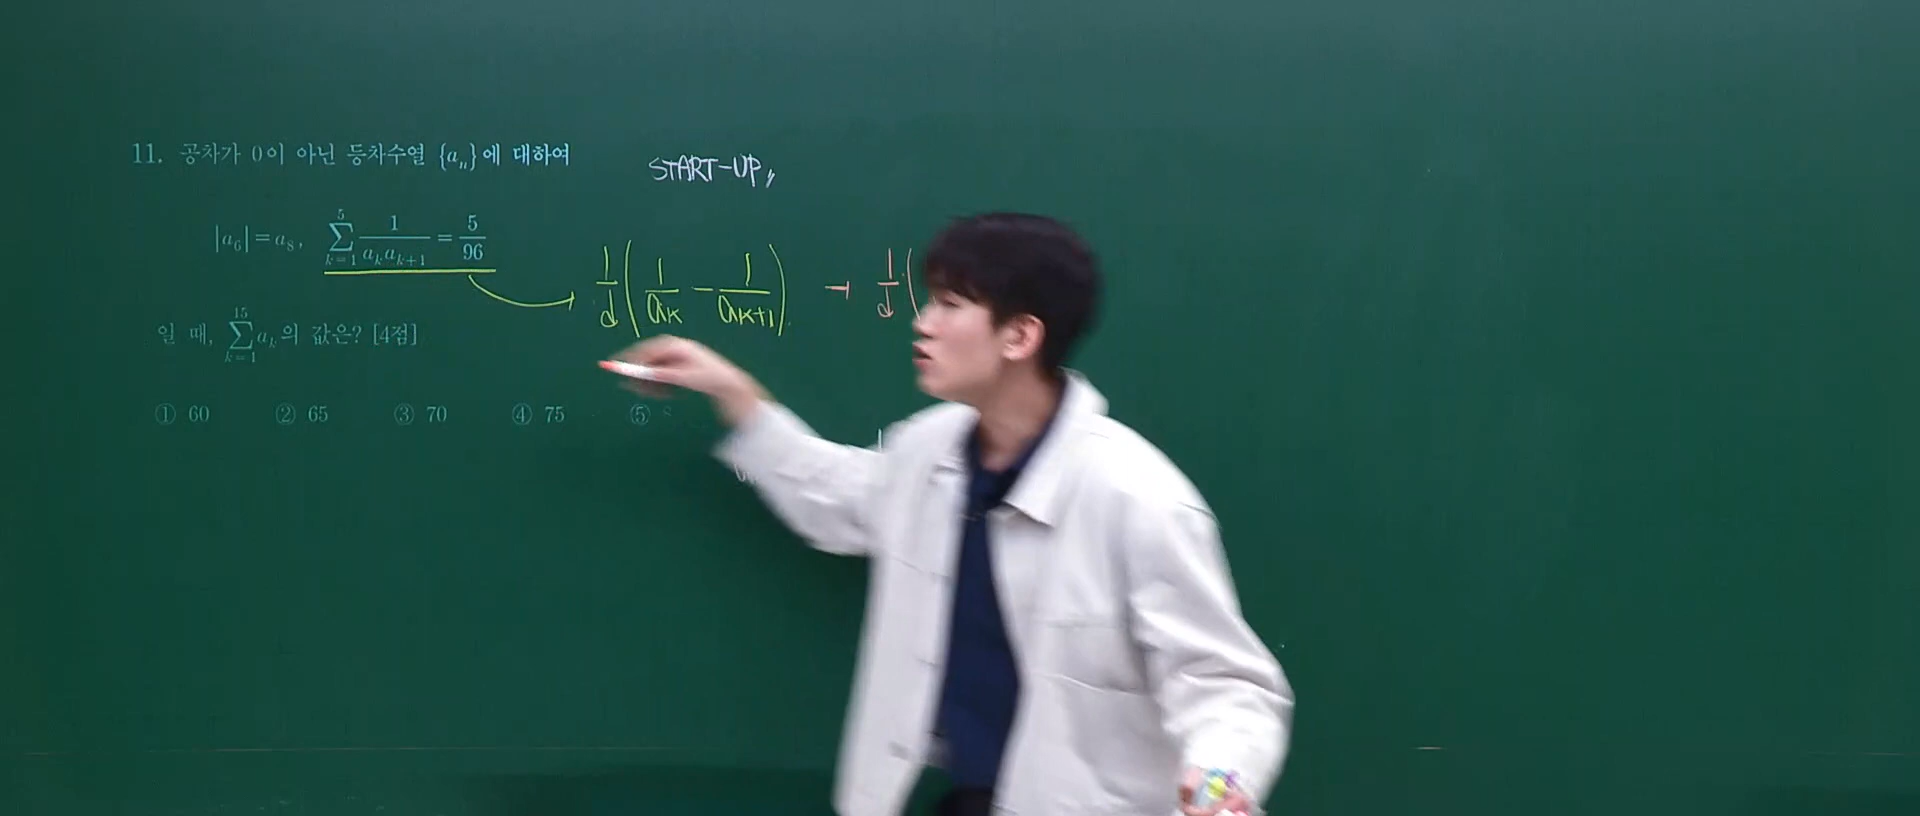 11. 공차가 0이 아닌 등차수열 {aₙ}에 대하여
START-UP,,
|a₆| = a₈, ∑_{k=1}^{5} 1/(aₖaₖ₊₁) = 5/96
1/d (1/aₖ − 1/aₖ₊₁) → 1/d (
일 때, ∑_{k=1}^{15} aₖ의 값은? [4점]
① 60 ② 65 ③ 70 ④ 75 ⑤